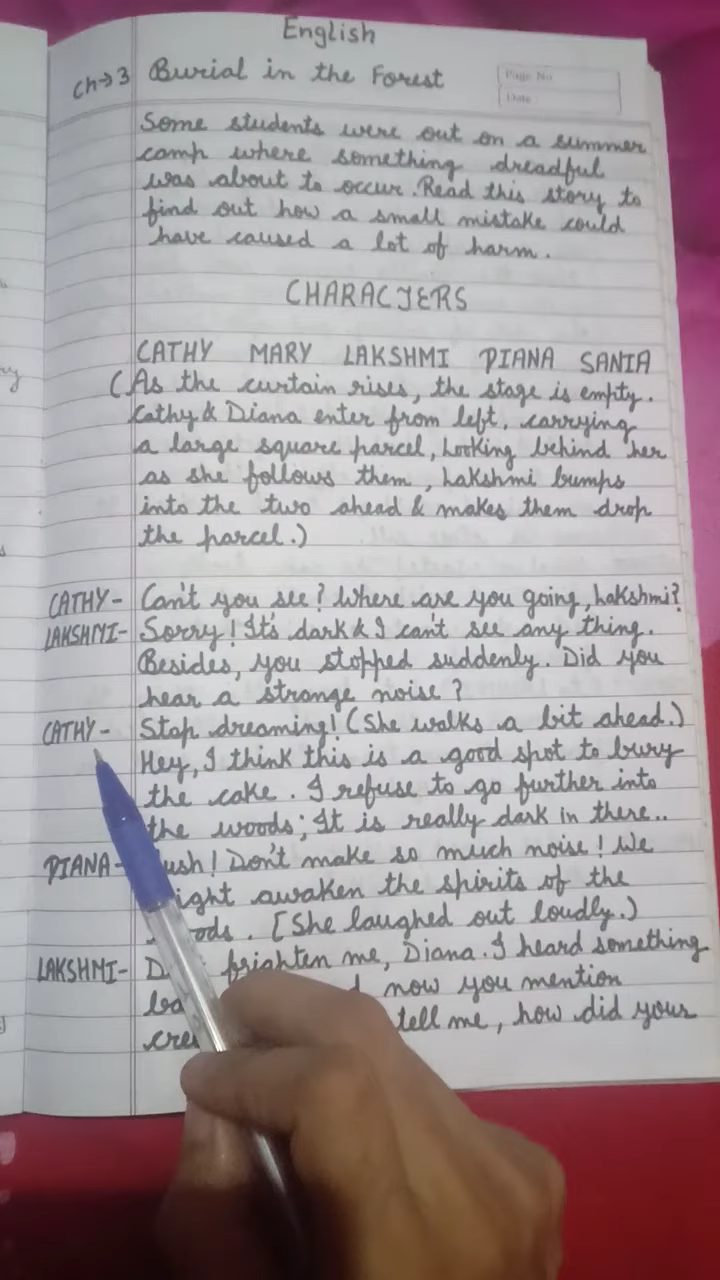 English
Ch→3 Burial in the Forest
Page No
Date
Some students were out on a summer
camp where something dreadful
was about to occur. Read this story to
find out how a small mistake could
have caused a lot of harm.
CHARACTERS
CATHY MARY LAKSHMI DIANA SANIA
(As the curtain rises, the stage is empty.
Cathy & Diana enter from left, carrying
a large square parcel, Looking behind her
as she follows them, Lakshmi bumps
into the two ahead & makes them drop
the parcel.)
CATHY- Can't you see? Where are you going, Lakshmi?
LAKSHMI- Sorry! It's dark & I can't see any thing.
Besides, you stopped suddenly. Did you
hear a strange noise?
CATHY- Stop dreaming! (She walks a bit ahead.)
Hey, I think this is a good spot to bury
the cake. I refuse to go further into
the woods; It is really dark in there..
DIANA- ush! Don't make so much noise! We
ight awaken the spirits of the
ods. [She laughed out loudly.)
LAKSHMI- D frighten me, Diana. I heard something
now you mention
tell me, how did your
cre